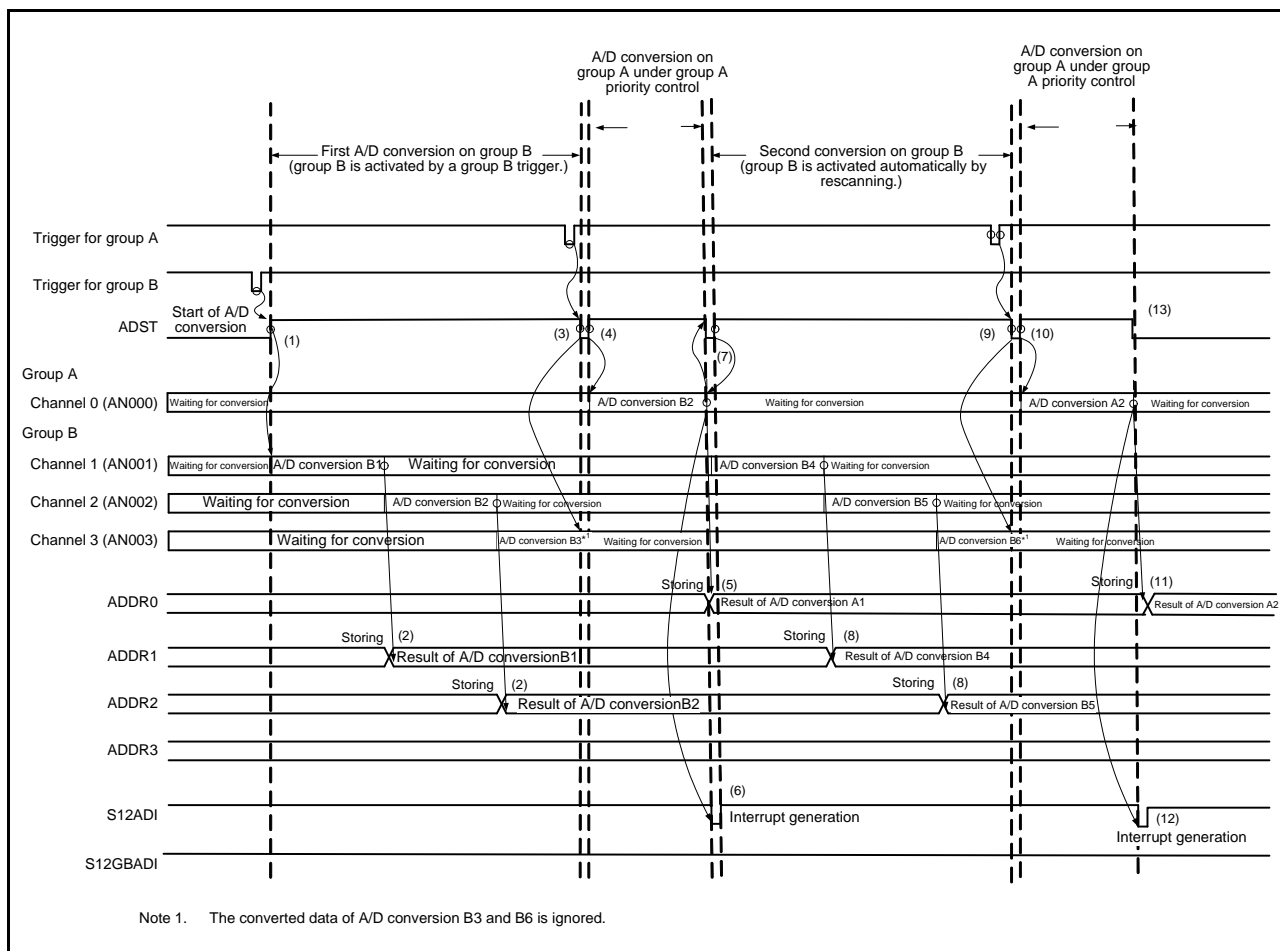 A/D conversion on
group A under group A
priority control
A/D conversion on
group A under group
A priority control
First A/D conversion on group B
(group B is activated by a group B trigger.)
Second conversion on group B
(group B is activated automatically by
rescanning.)
Trigger for group A
Trigger for group B
Start of A/D
conversion
ADST
(1)
(3)
(4)
(7)
(9)
(10)
(13)
Group A
Channel 0 (AN000)
Waiting for conversion
A/D conversion B2
Waiting for conversion
A/D conversion A2
Waiting for conversion
Group B
Channel 1 (AN001)
Waiting for conversion
A/D conversion B1
Waiting for conversion
A/D conversion B4
Waiting for conversion
Channel 2 (AN002)
Waiting for conversion
A/D conversion B2
Waiting for conversion
A/D conversion B5
Waiting for conversion
Channel 3 (AN003)
Waiting for conversion
A/D conversion B3*1
Waiting for conversion
A/D conversion B6*1
Waiting for conversion
ADDR0
Storing
(5)
Result of A/D conversion A1
Storing
(11)
Result of A/D conversion A2
ADDR1
Storing
(2)
Result of A/D conversionB1
Storing
(8)
Result of A/D conversion B4
ADDR2
Storing
(2)
Result of A/D conversionB2
Storing
(8)
Result of A/D conversion B5
ADDR3
S12ADI
(6)
Interrupt generation
(12)
Interrupt generation
S12GBADI
Note 1. The converted data of A/D conversion B3 and B6 is ignored.